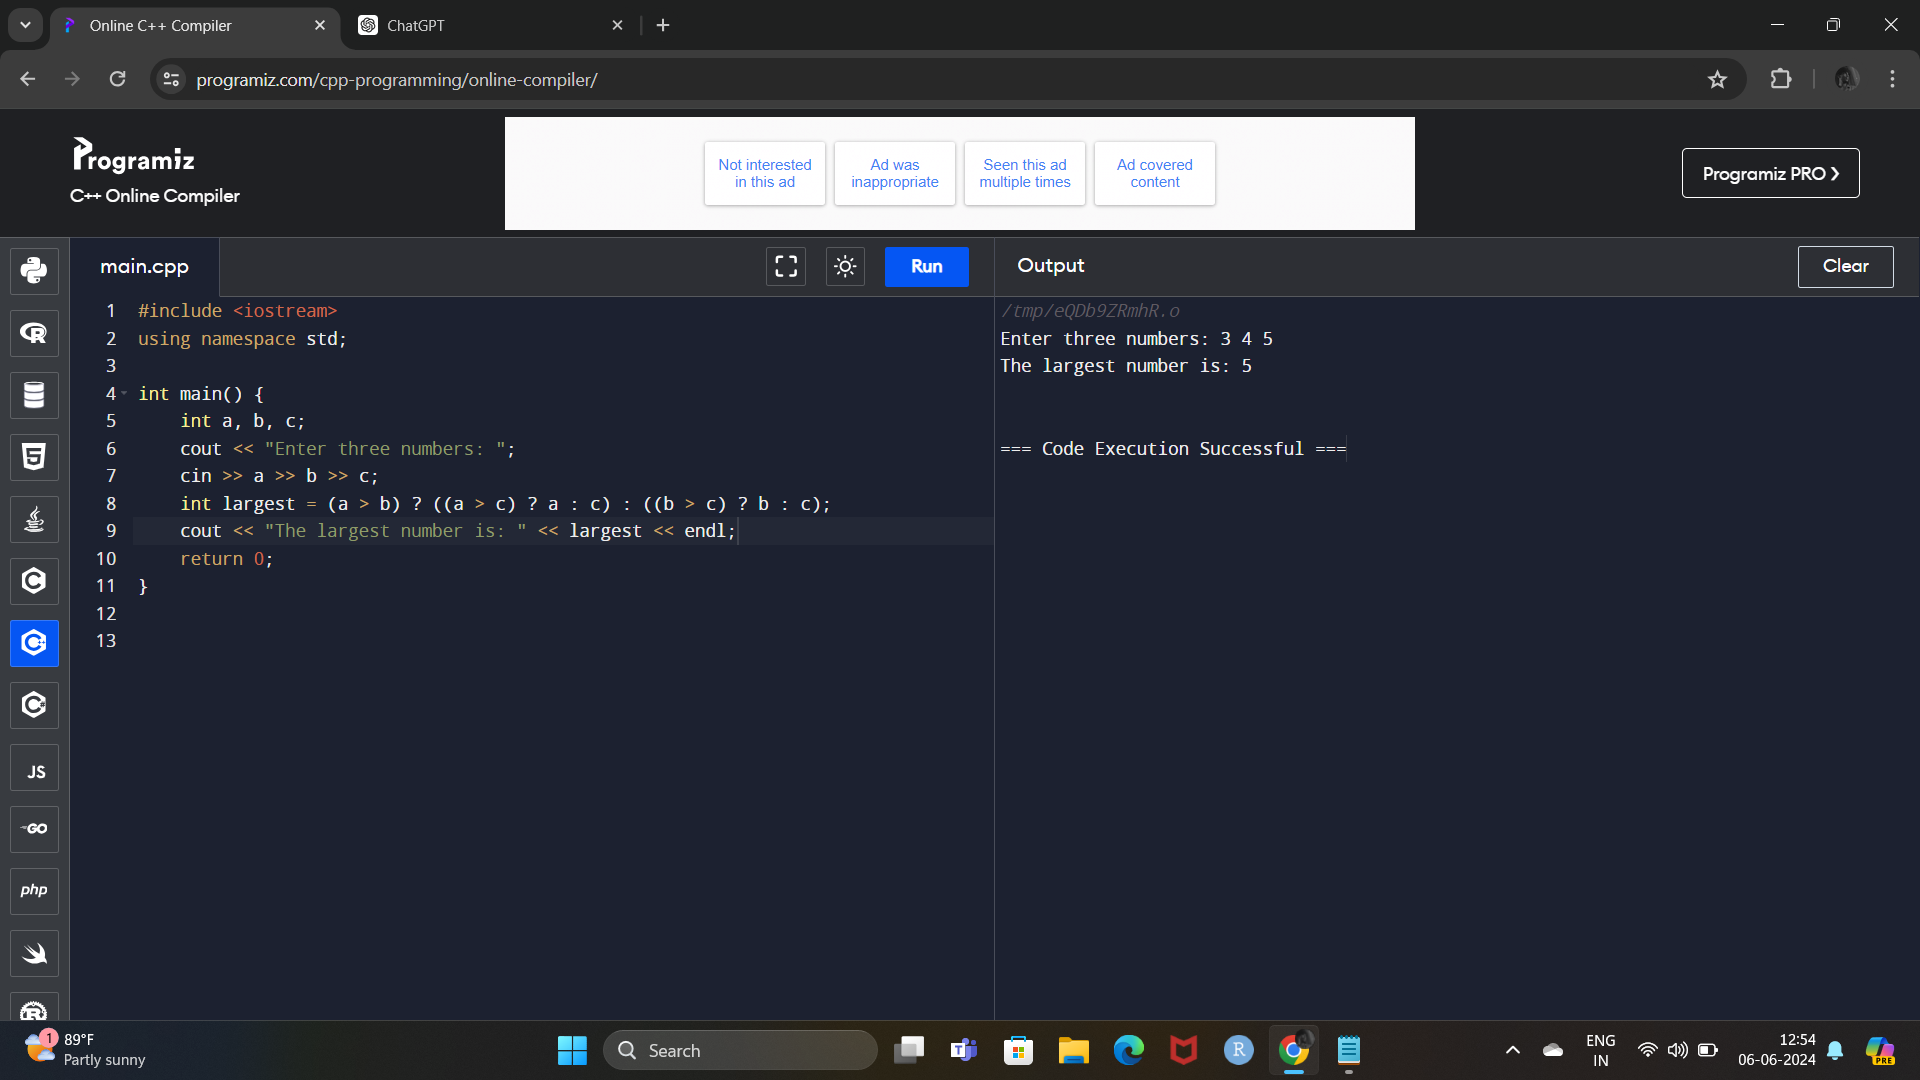 Online C++ Compiler
ChatGPT
programiz.com/cpp-programming/online-compiler/
Programiz
C++ Online Compiler
Not interested
in this ad
Ad was
inappropriate
Seen this ad
multiple times
Ad covered
content
Programiz PRO ❯
main.cpp
Run
Output
Clear
1 #include <iostream>
2 using namespace std;
3
4 int main() {
5     int a, b, c;
6     cout << "Enter three numbers: ";
7     cin >> a >> b >> c;
8     int largest = (a > b) ? ((a > c) ? a : c) : ((b > c) ? b : c);
9     cout << "The largest number is: " << largest << endl;
10     return 0;
11 }
12
13
/tmp/eQDb9ZRmhR.o
Enter three numbers: 3 4 5
The largest number is: 5
=== Code Execution Successful ===
R
5
C
C++
C#
JS
GO
php
R
1
89°F
Partly sunny
Search
T
R
ENG
IN
12:54
06-06-2024
PRE